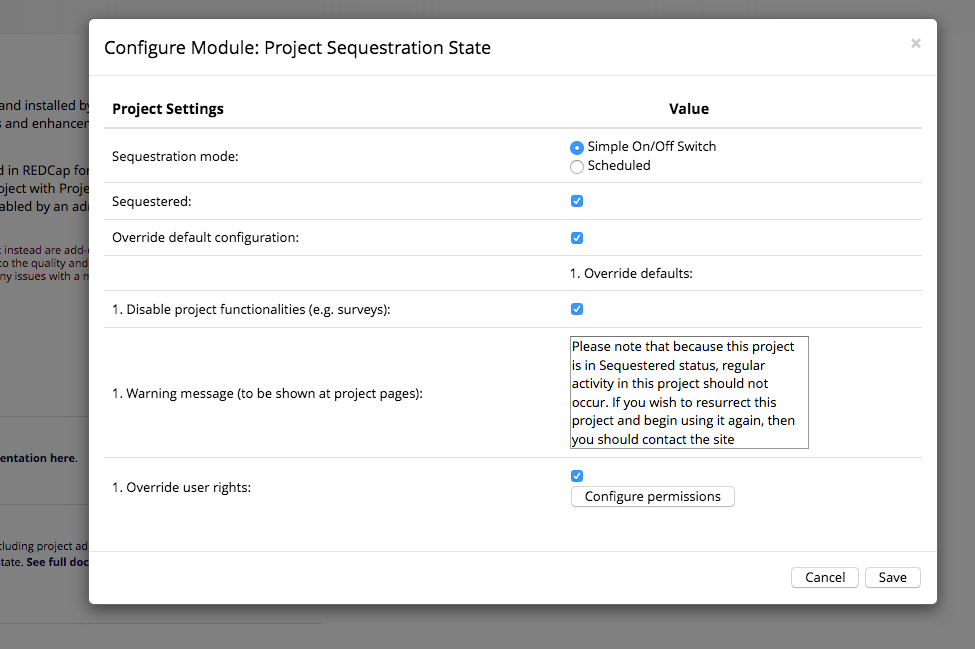 Configure Module: Project Sequestration State
×
Project Settings
Value
Sequestration mode:
Simple On/Off Switch
Scheduled
Sequestered:
Override default configuration:
1. Override defaults:
1. Disable project functionalities (e.g. surveys):
1. Warning message (to be shown at project pages):
Please note that because this project
is in Sequestered status, regular
activity in this project should not
occur. If you wish to resurrect this
project and begin using it again, then
you should contact the site
1. Override user rights:
Configure permissions
Cancel
Save
and installed by
s and enhancem
d in REDCap for
oject with Proje
abled by an adm
t instead are add-o
to the quality and
ny issues with a m
entation here.
cluding project ad
tate. See full doc